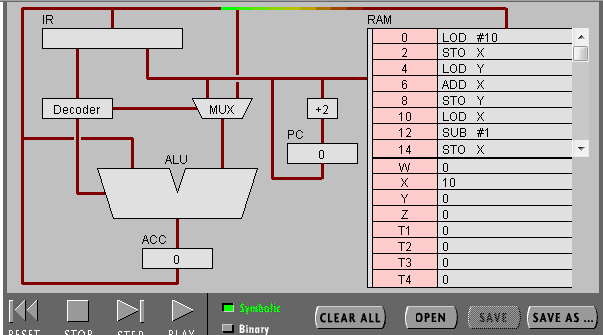 IR
RAM
0 LOD #10
2 STO X
4 LOD Y
6 ADD X
8 STO Y
10 LOD X
12 SUB #1
14 STO X
Decoder
MUX
+2
PC
0
ALU
W 0
X 10
Y 0
Z 0
T1 0
T2 0
T3 0
T4 0
ACC
0
Symbolic
Binary
CLEAR ALL
OPEN
SAVE
SAVE AS ...
RESET
STOP
STEP
PLAY